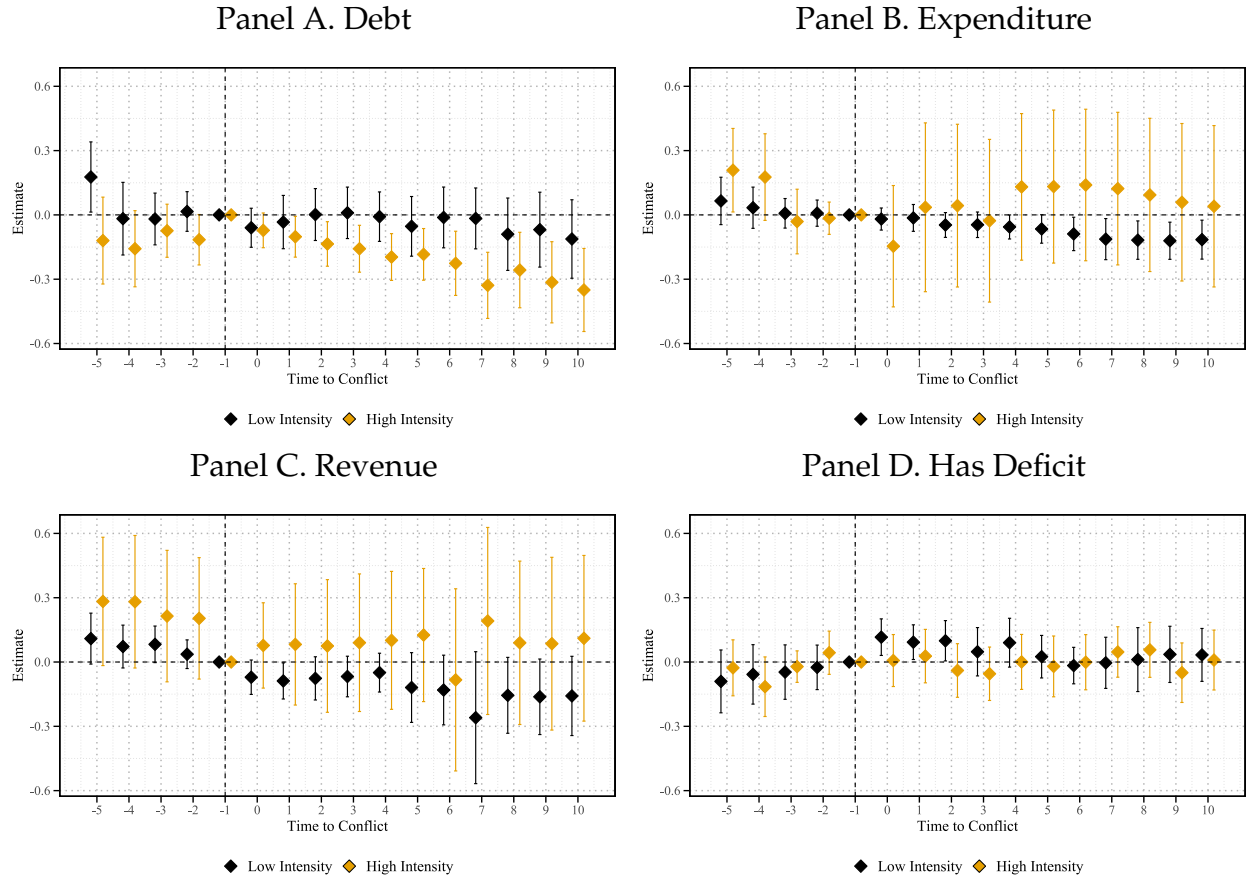 Panel A. Debt
Estimate
0.6
0.3
0.0
-0.3
-0.6
-5 -4 -3 -2 -1 0 1 2 3 4 5 6 7 8 9 10
Time to Conflict
Low Intensity High Intensity
Panel B. Expenditure
Estimate
0.6
0.3
0.0
-0.3
-0.6
-5 -4 -3 -2 -1 0 1 2 3 4 5 6 7 8 9 10
Time to Conflict
Low Intensity High Intensity
Panel C. Revenue
Estimate
0.6
0.3
0.0
-0.3
-0.6
-5 -4 -3 -2 -1 0 1 2 3 4 5 6 7 8 9 10
Time to Conflict
Low Intensity High Intensity
Panel D. Has Deficit
Estimate
0.6
0.3
0.0
-0.3
-0.6
-5 -4 -3 -2 -1 0 1 2 3 4 5 6 7 8 9 10
Time to Conflict
Low Intensity High Intensity